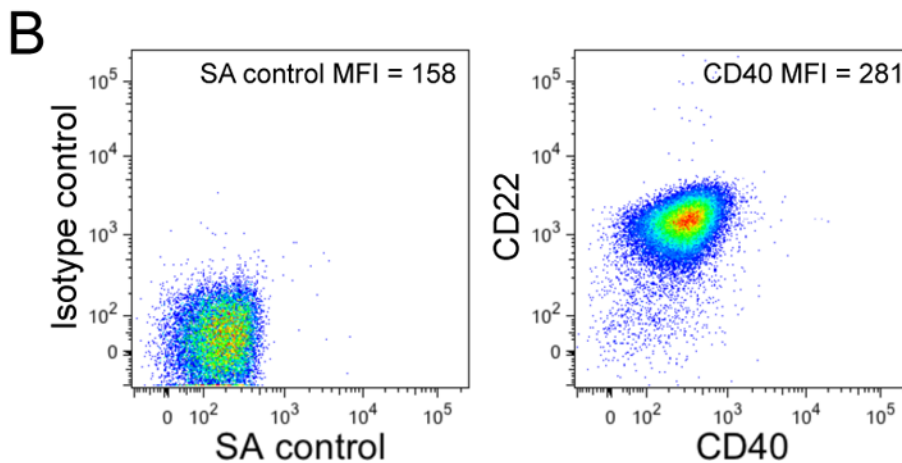 B
SA control MFI = 158
Isotype control
10^5
10^4
10^3
10^2
0
0 10^2 10^3 10^4 10^5
SA control
CD40 MFI = 281
CD22
10^5
10^4
10^3
10^2
0
0 10^2 10^3 10^4 10^5
CD40